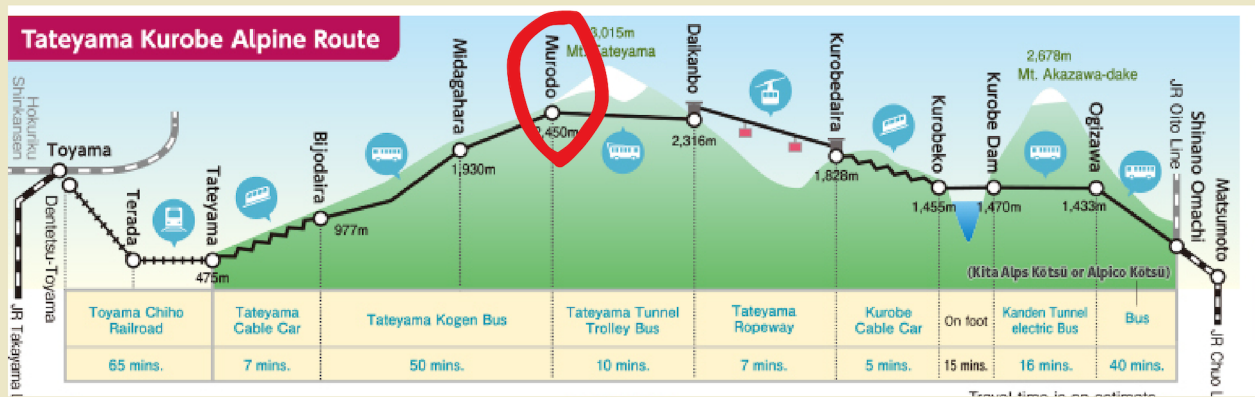 Tateyama Kurobe Alpine Route
3,015m
Mt. Tateyama
2,678m
Mt. Akazawa-dake
Hokuriku
Shinkansen
Toyama
Dentetsu-Toyama
JR Takayama L
Terada
Tateyama
475m
Bijodaira
977m
Midagahara
1,930m
Murodo
2,450m
Daikanbo
2,316m
Kurobedaira
1,828m
Kurobeko
1,455m
Kurobe Dam
1,470m
Ogizawa
1,433m
JR Oito Line
Shinano Omachi
Matsumoto
JR Chuo L
(Kita Alps Kōtsū or Alpico Kōtsū)
Toyama Chiho
Railroad
65 mins.
Tateyama
Cable Car
7 mins.
Tateyama Kogen Bus
50 mins.
Tateyama Tunnel
Trolley Bus
10 mins.
Tateyama
Ropeway
7 mins.
Kurobe
Cable Car
5 mins.
On foot
15 mins.
Kanden Tunnel
electric Bus
16 mins.
Bus
40 mins.
Travel time is an estimate